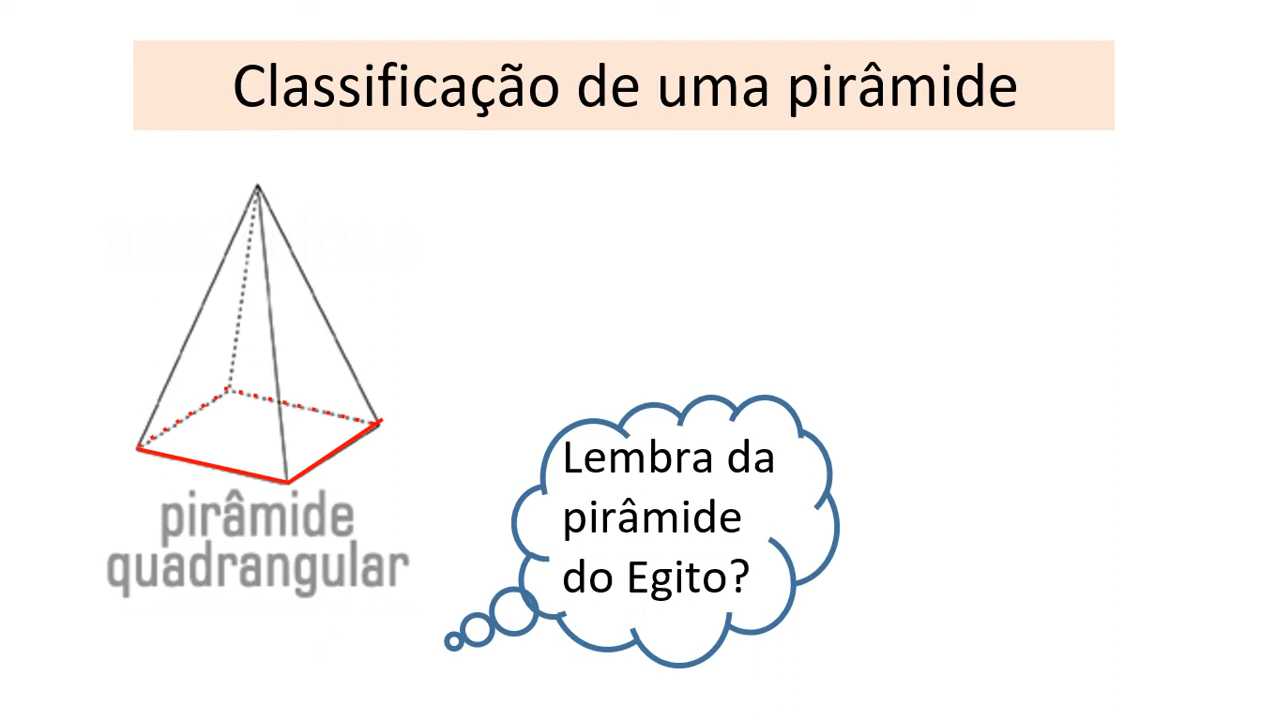 Classificação de uma pirâmide
pirâmide
quadrangular
Lembra da
pirâmide
do Egito?